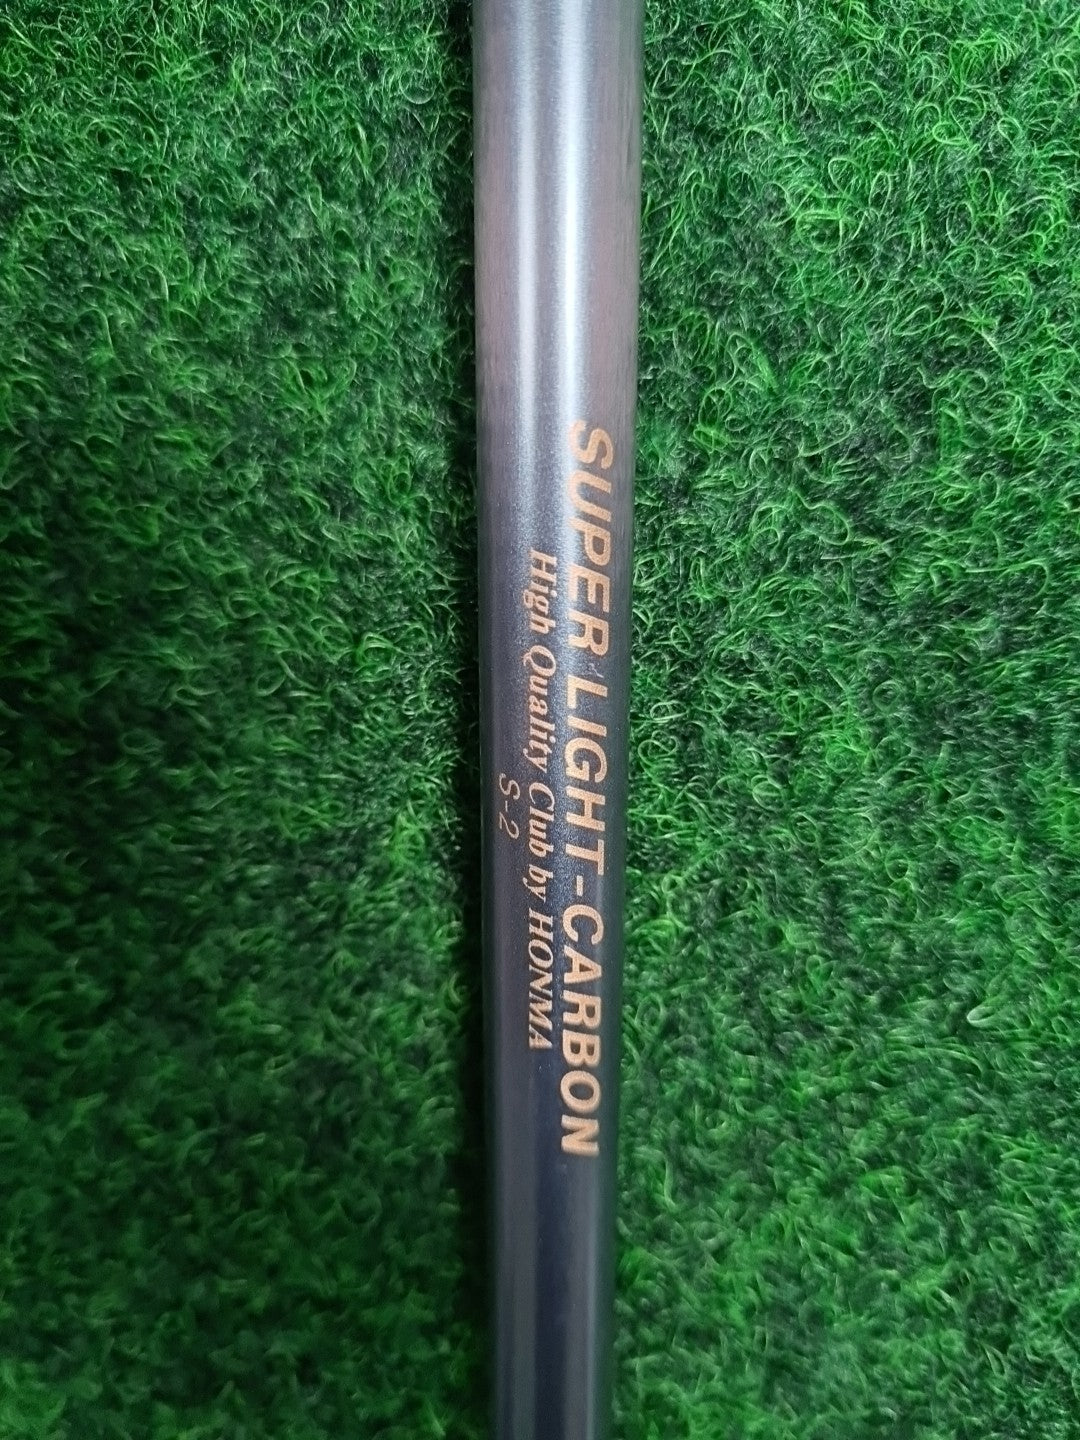 SUPER LIGHT-CARBON
High Quality Club by HONMA
S-2